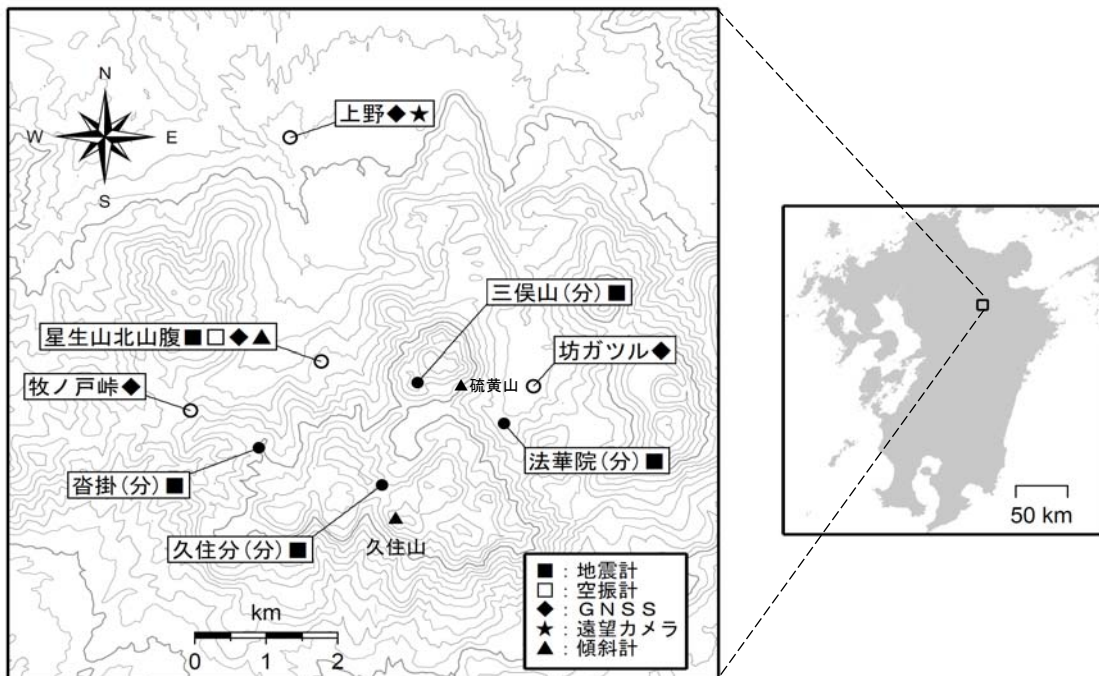 上野◆★
N
W
E
S
三俣山(分)■
星生山北山腹■□◆▲
坊ガツル◆
硫黄山
牧ノ戸峠◆
法華院(分)■
沓掛(分)■
久住分(分)■
久住山
km
0 1 2
■：地震計
□：空振計
◆：GNSS
★：遠望カメラ
▲：傾斜計
50 km